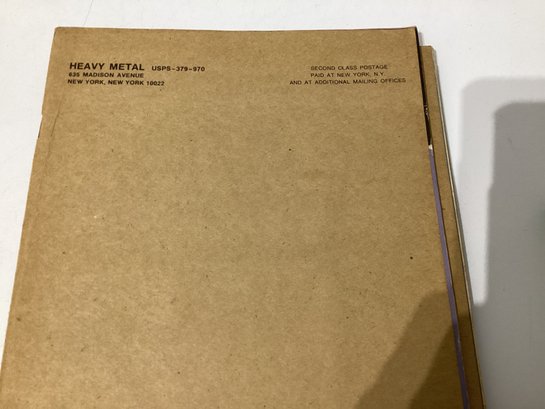 HEAVY METAL USPS-379-970
635 MADISON AVENUE
NEW YORK, NEW YORK 10022
SECOND CLASS POSTAGE
PAID AT NEW YORK, N.Y.
AND AT ADDITIONAL MAILING OFFICES